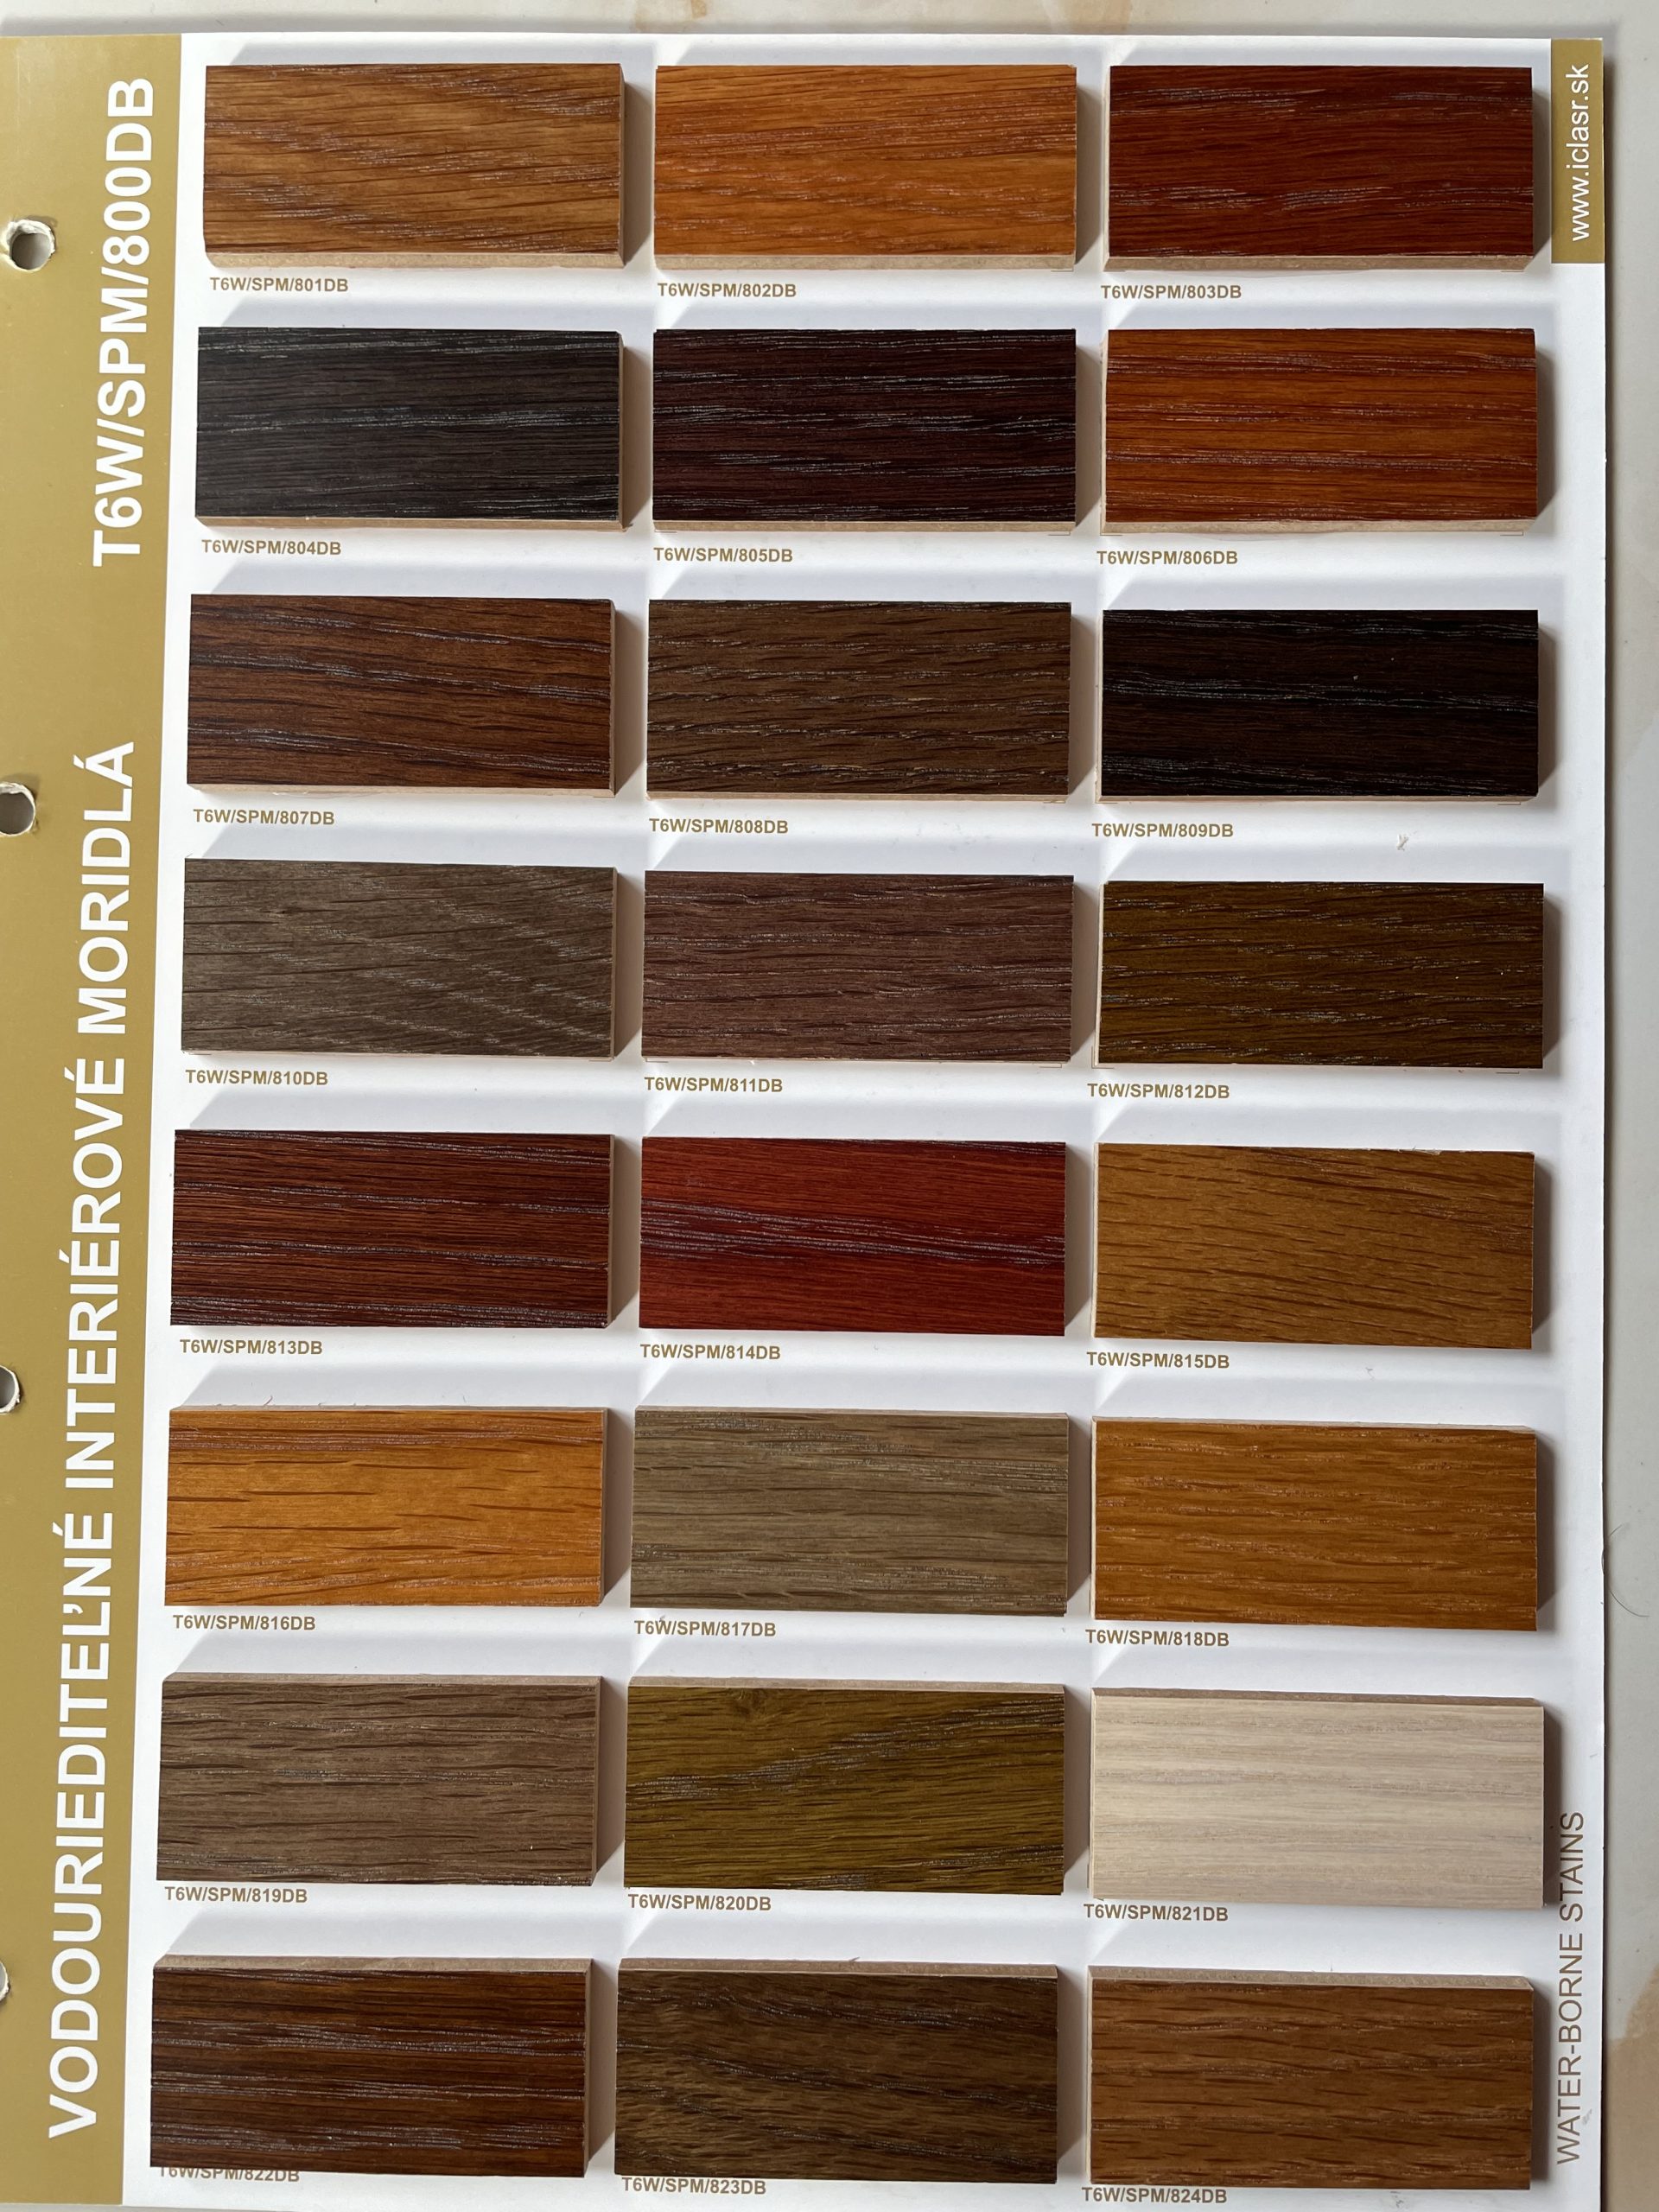 T6W/SPM/800DB
VODOURIEDITEĽNÉ INTERIÉROVÉ MORIDLÁ
www.iclasr.sk
T6W/SPM/801DB
T6W/SPM/802DB
T6W/SPM/803DB
T6W/SPM/804DB
T6W/SPM/805DB
T6W/SPM/806DB
T6W/SPM/807DB
T6W/SPM/808DB
T6W/SPM/809DB
T6W/SPM/810DB
T6W/SPM/811DB
T6W/SPM/812DB
T6W/SPM/813DB
T6W/SPM/814DB
T6W/SPM/815DB
T6W/SPM/816DB
T6W/SPM/817DB
T6W/SPM/818DB
T6W/SPM/819DB
T6W/SPM/820DB
T6W/SPM/821DB
T6W/SPM/822DB
T6W/SPM/823DB
T6W/SPM/824DB
WATER-BORNE STAINS